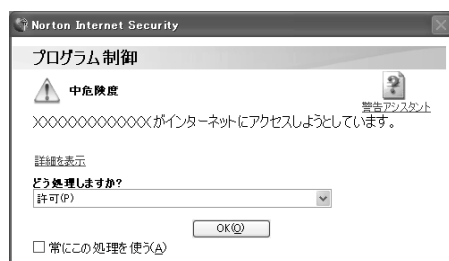 Norton Internet Security
プログラム制御
中危険度
警告アシスタント
XXXXXXXXXXXXがインターネットにアクセスしようとしています。
詳細を表示
どう処理しますか?
許可(P)
OK(O)
常にこの処理を使う(A)